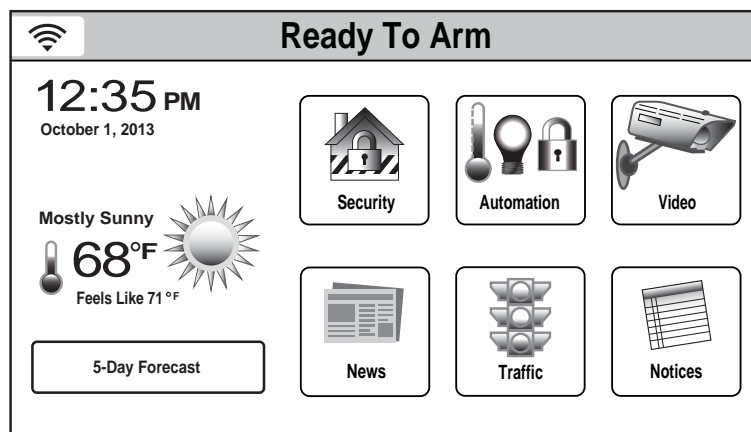 Ready To Arm
12:35 PM
October 1, 2013
Mostly Sunny
68°F
Feels Like 71 °F
5-Day Forecast
Security
Automation
Video
News
Traffic
Notices